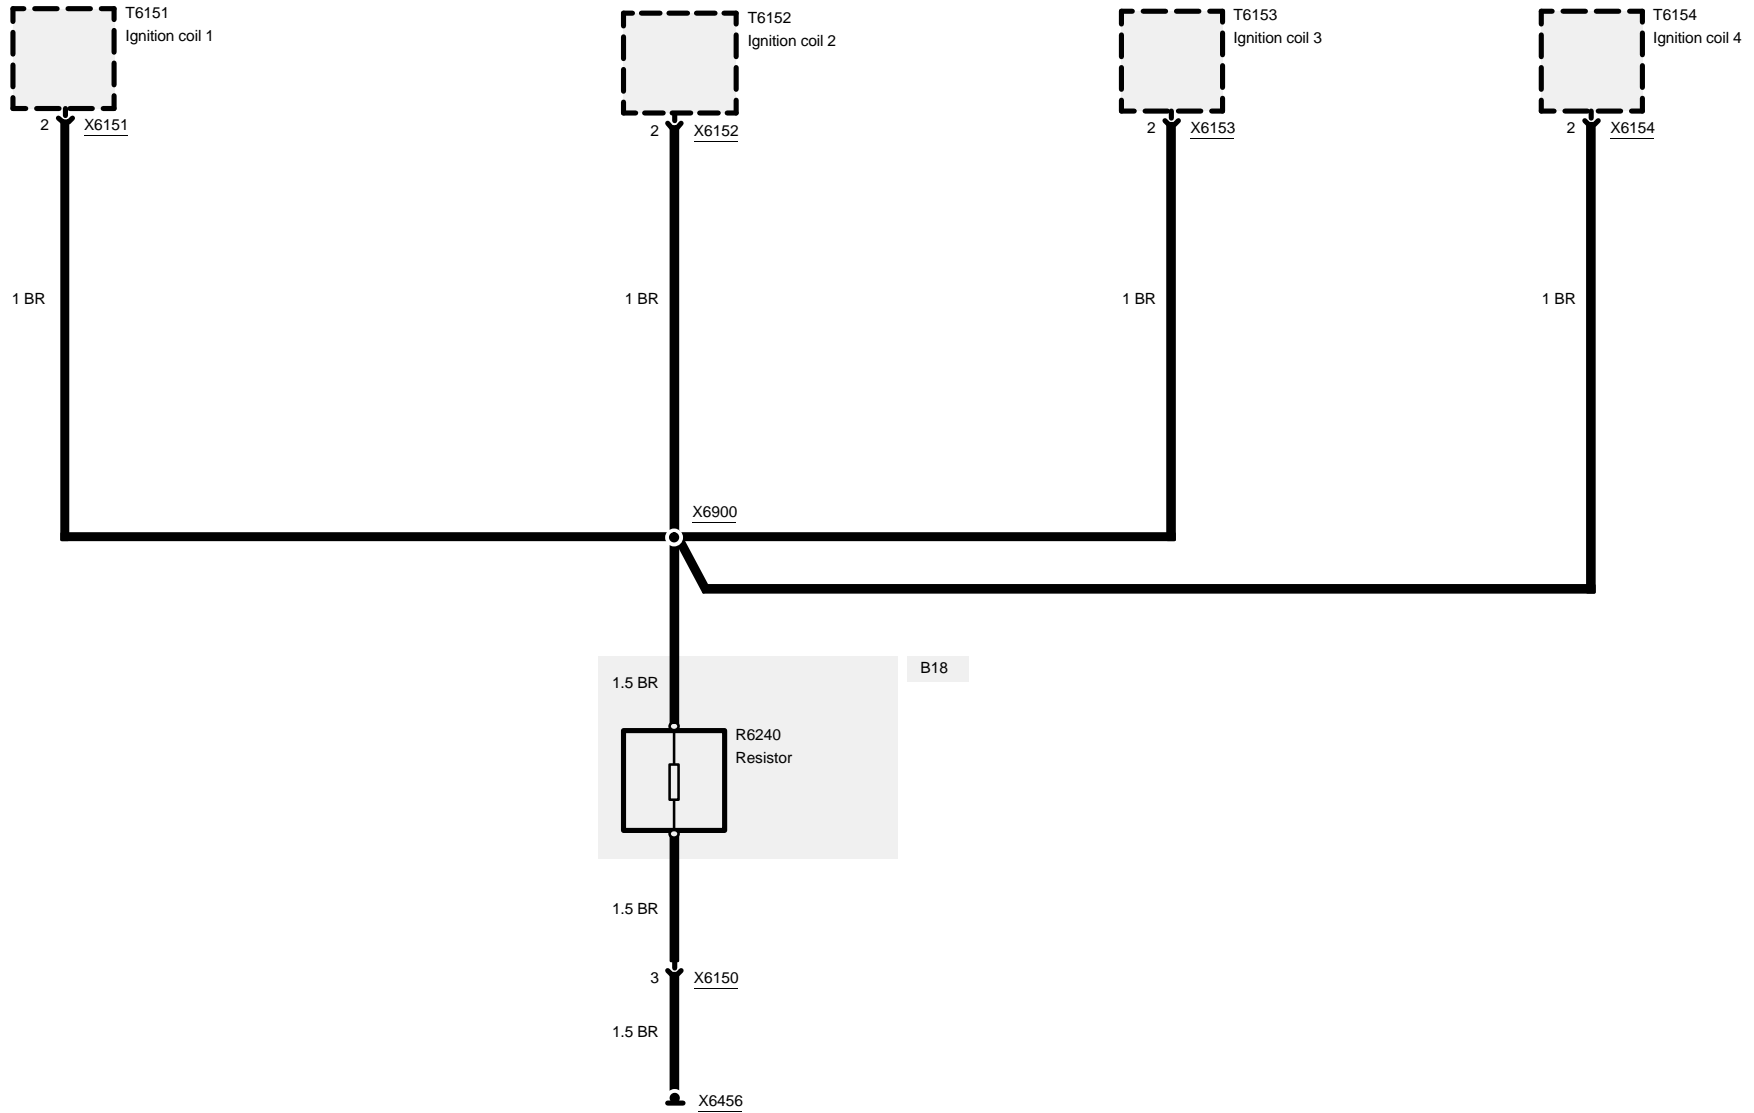 T6151
Ignition coil 1
T6152
Ignition coil 2
T6153
Ignition coil 3
T6154
Ignition coil 4
2 X6151
2 X6152
2 X6153
2 X6154
1 BR
1 BR
1 BR
1 BR
X6900
B18
1.5 BR
R6240
Resistor
1.5 BR
3 X6150
1.5 BR
X6456